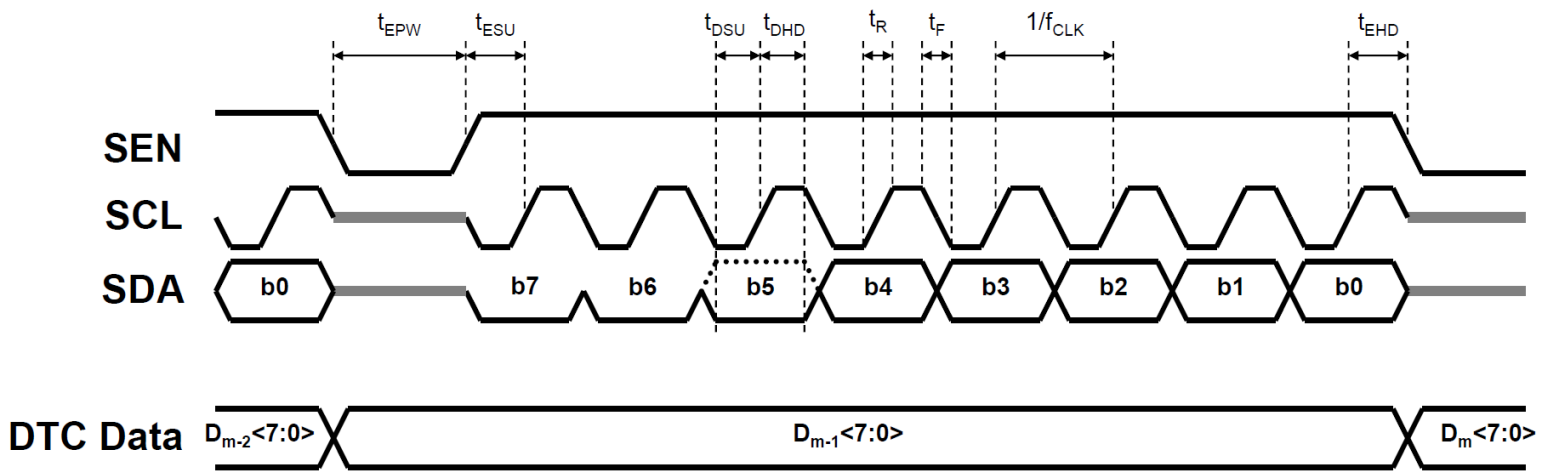 tEPW tESU tDSU tDHD tR tF 1/fCLK tEHD
SEN
SCL
SDA b0 b7 b6 b5 b4 b3 b2 b1 b0
DTC Data Dm-2<7:0> Dm-1<7:0> Dm<7:0>